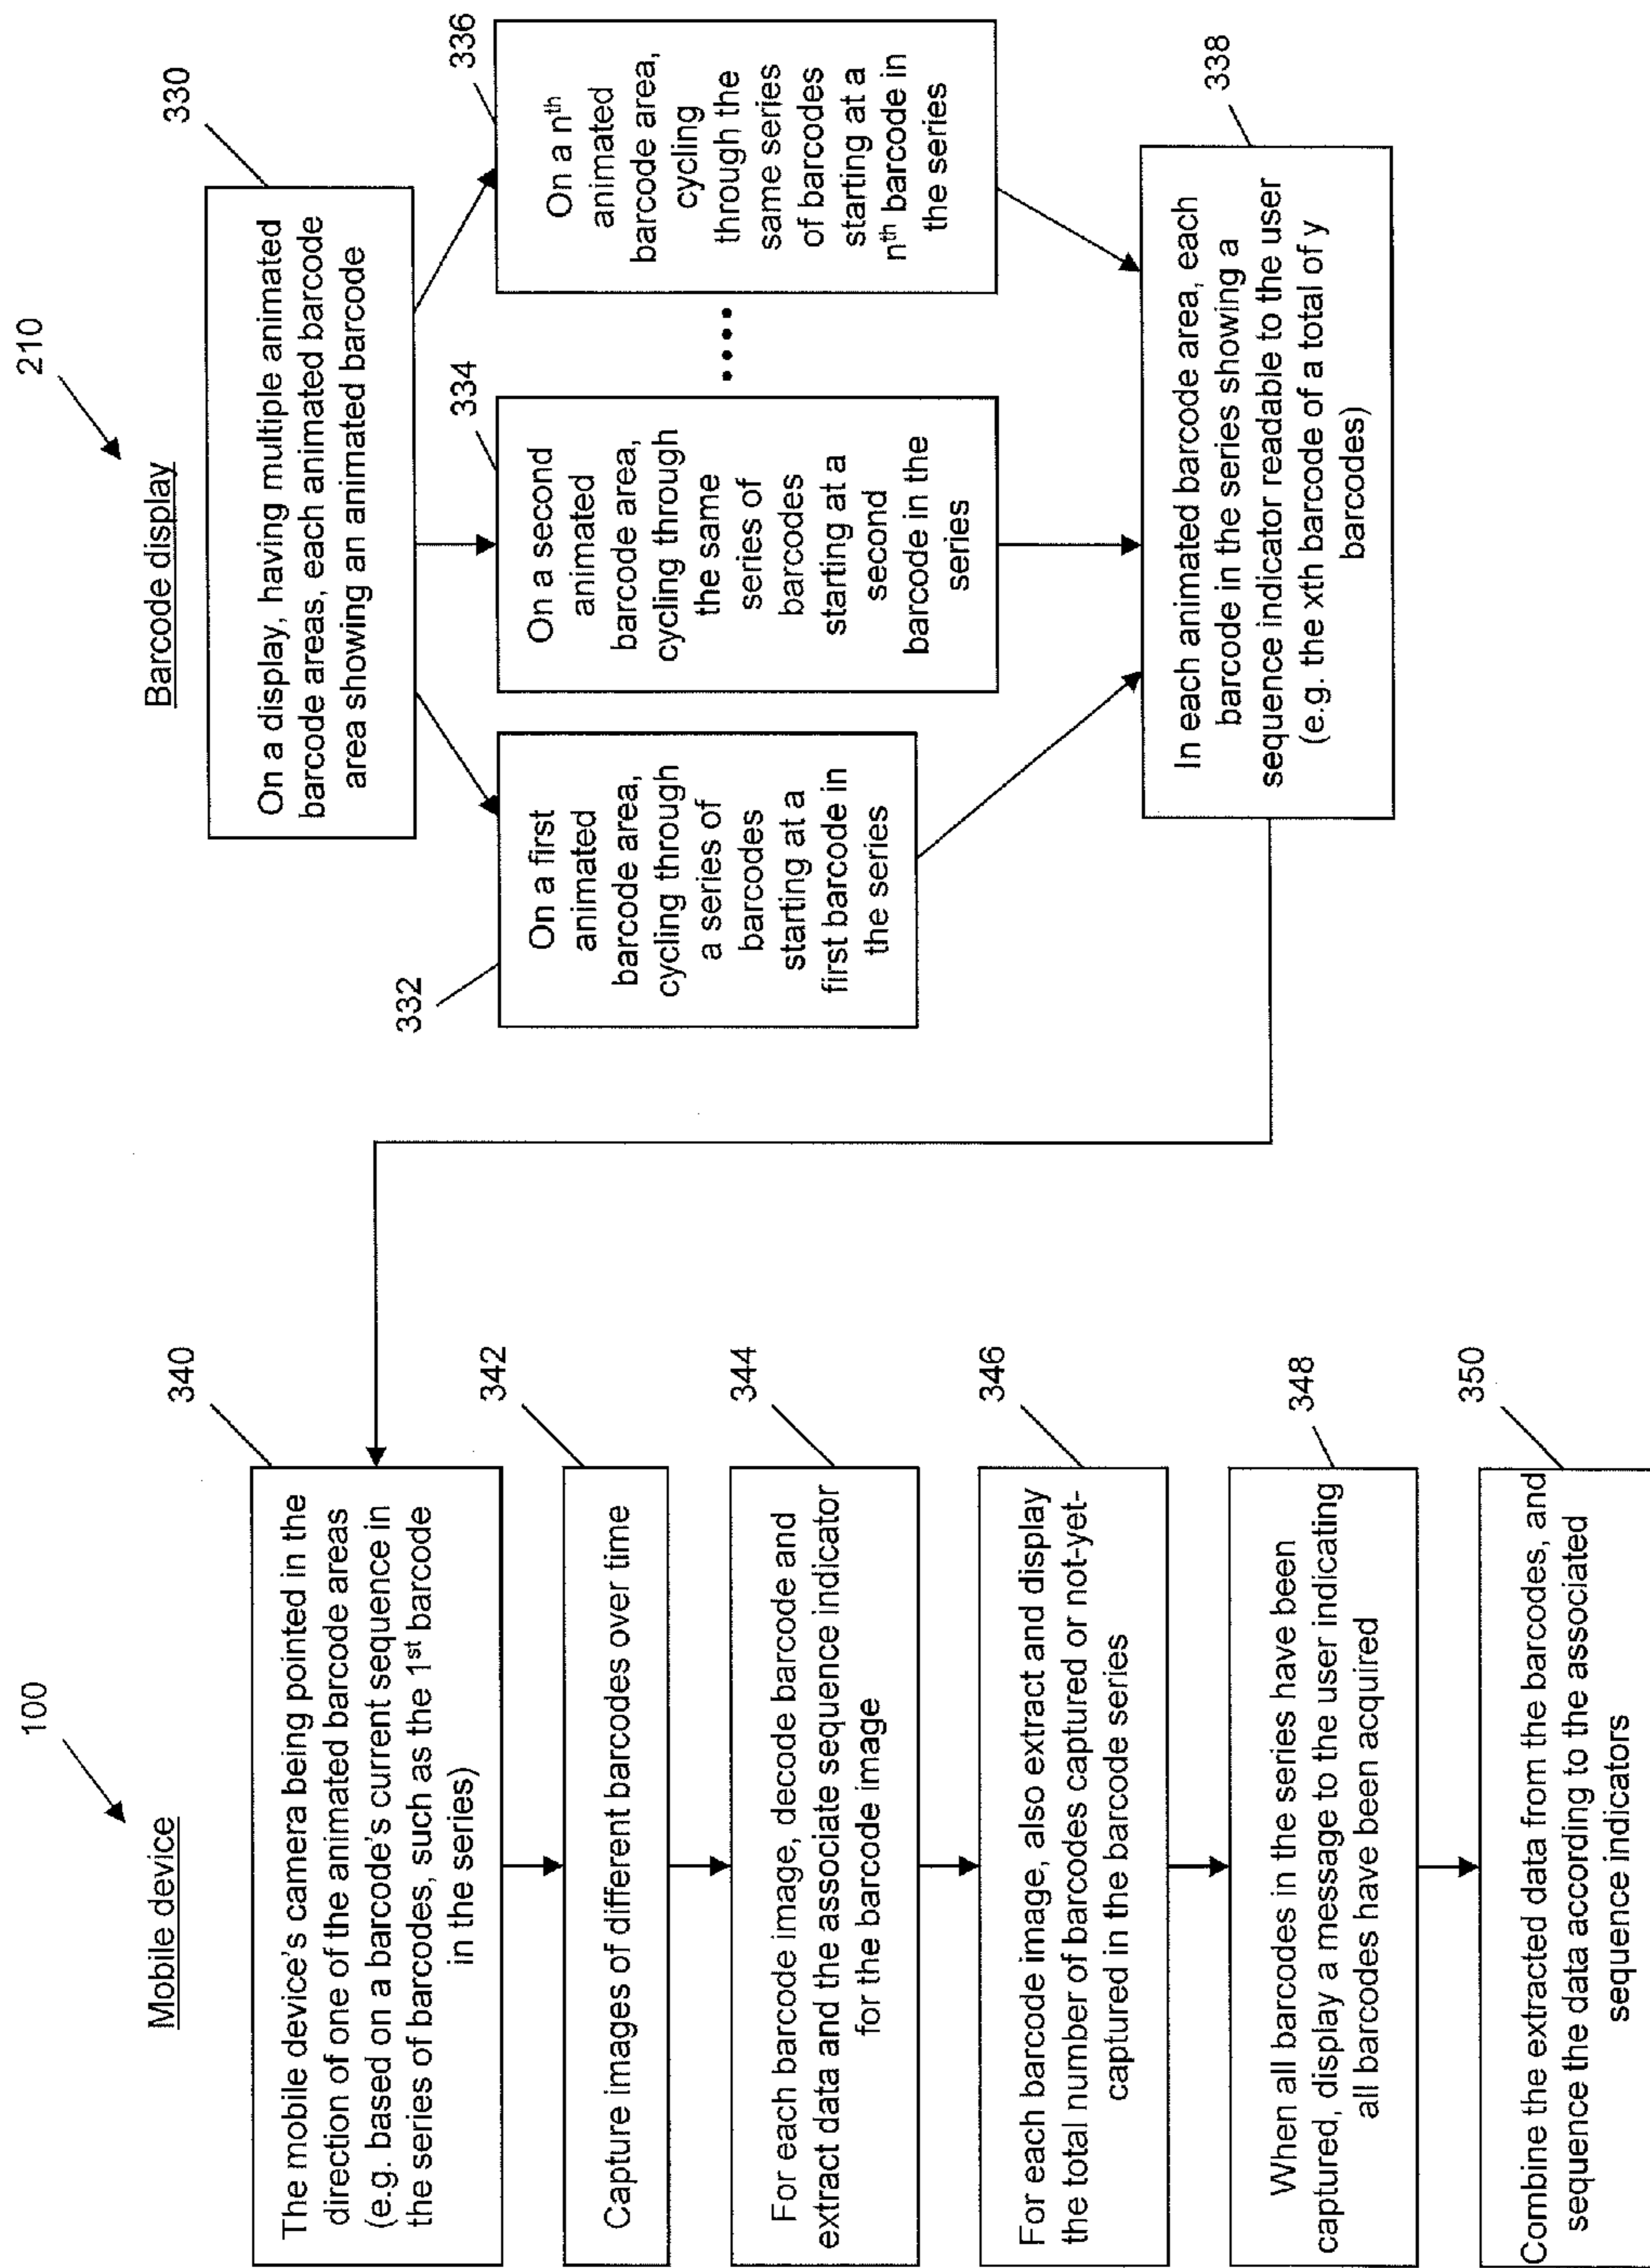 100
Mobile device
340
The mobile device's camera being pointed in the
direction of one of the animated barcode areas
(e.g. based on a barcode's current sequence in
the series of barcodes, such as the 1st barcode
in the series)
342
Capture images of different barcodes over time
344
For each barcode image, decode barcode and
extract data and the associate sequence indicator
for the barcode image
346
For each barcode image, also extract and display
the total number of barcodes captured or not-yet-
captured in the barcode series
348
When all barcodes in the series have been
captured, display a message to the user indicating
all barcodes have been acquired
350
Combine the extracted data from the barcodes, and
sequence the data according to the associated
sequence indicators
210
Barcode display
330
On a display, having multiple animated
barcode areas, each animated barcode
area showing an animated barcode
332
On a first
animated
barcode area,
cycling through
a series of
barcodes
starting at a
first barcode in
the series
334
On a second
animated
barcode area,
cycling through
the same
series of
barcodes
starting at a
second
barcode in the
series
....
336
On a nth
animated
barcode area,
cycling
through the
same series
of barcodes
starting at a
nth barcode in
the series
338
In each animated barcode area, each
barcode in the series showing a
sequence indicator readable to the user
(e.g. the xth barcode of a total of y
barcodes)